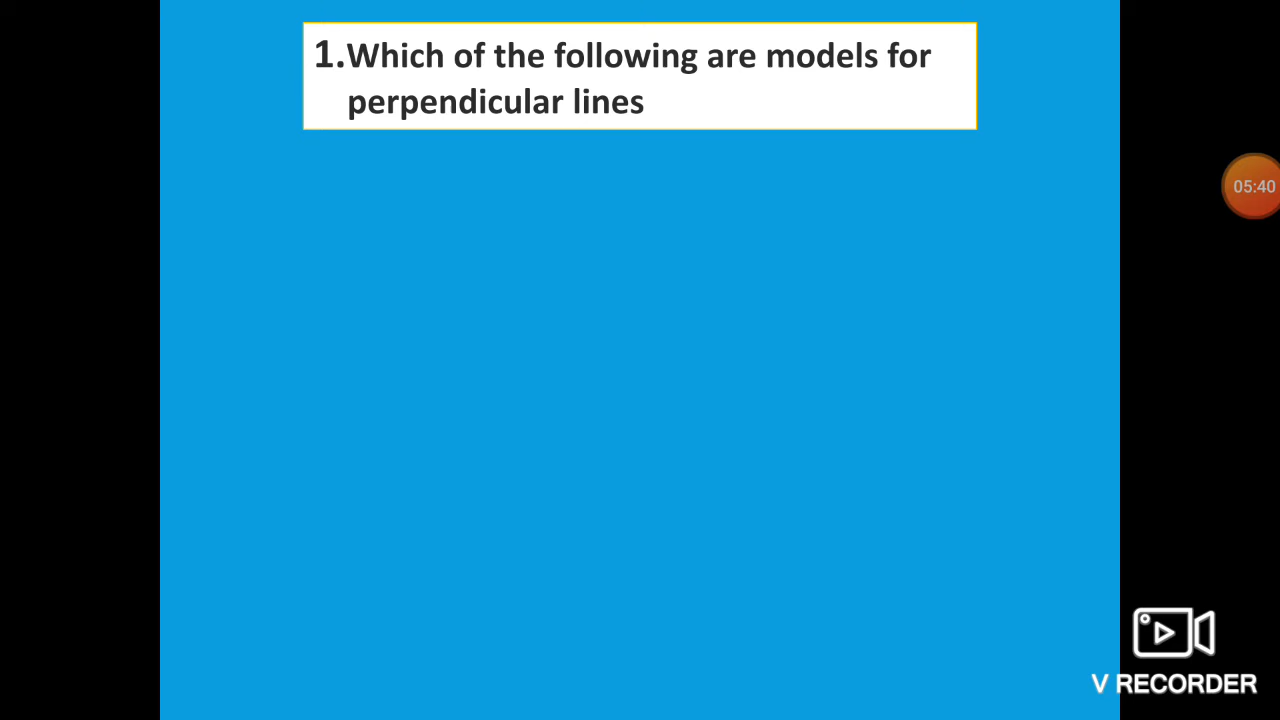 1.Which of the following are models for
perpendicular lines
05:40
V RECORDER